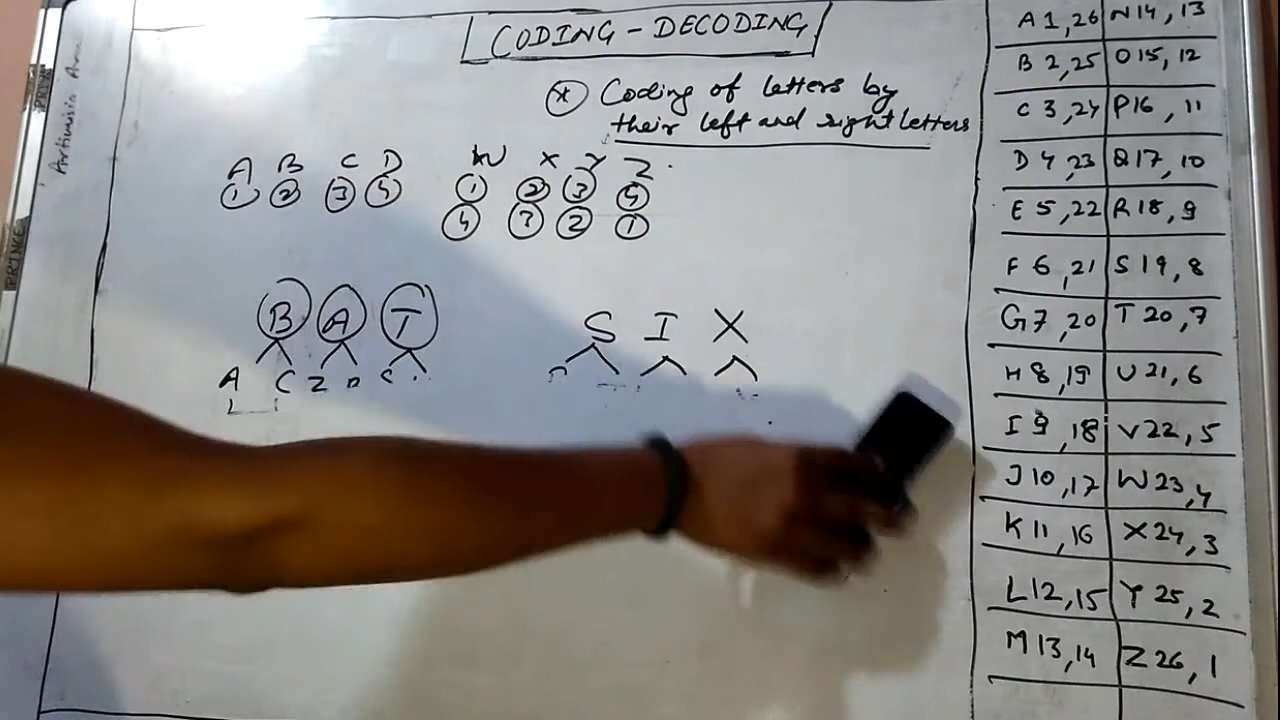 CODING - DECODING
* Coding of letters by
their left and right letters
A B C D W X Y Z
1 2 3 4 1 2 3 4
4 3 2 1
B A T S I X
A C Z
PRINCE
A 1, 26 N 14, 13
B 2, 25 O 15, 12
C 3, 24 P 16, 11
D 4, 23 Q 17, 10
E 5, 22 R 18, 9
F 6, 21 S 19, 8
G 7, 20 T 20, 7
H 8, 19 U 21, 6
I 9, 18 V 22, 5
J 10, 17 W 23, 4
K 11, 16 X 24, 3
L 12, 15 Y 25, 2
M 13, 14 Z 26, 1